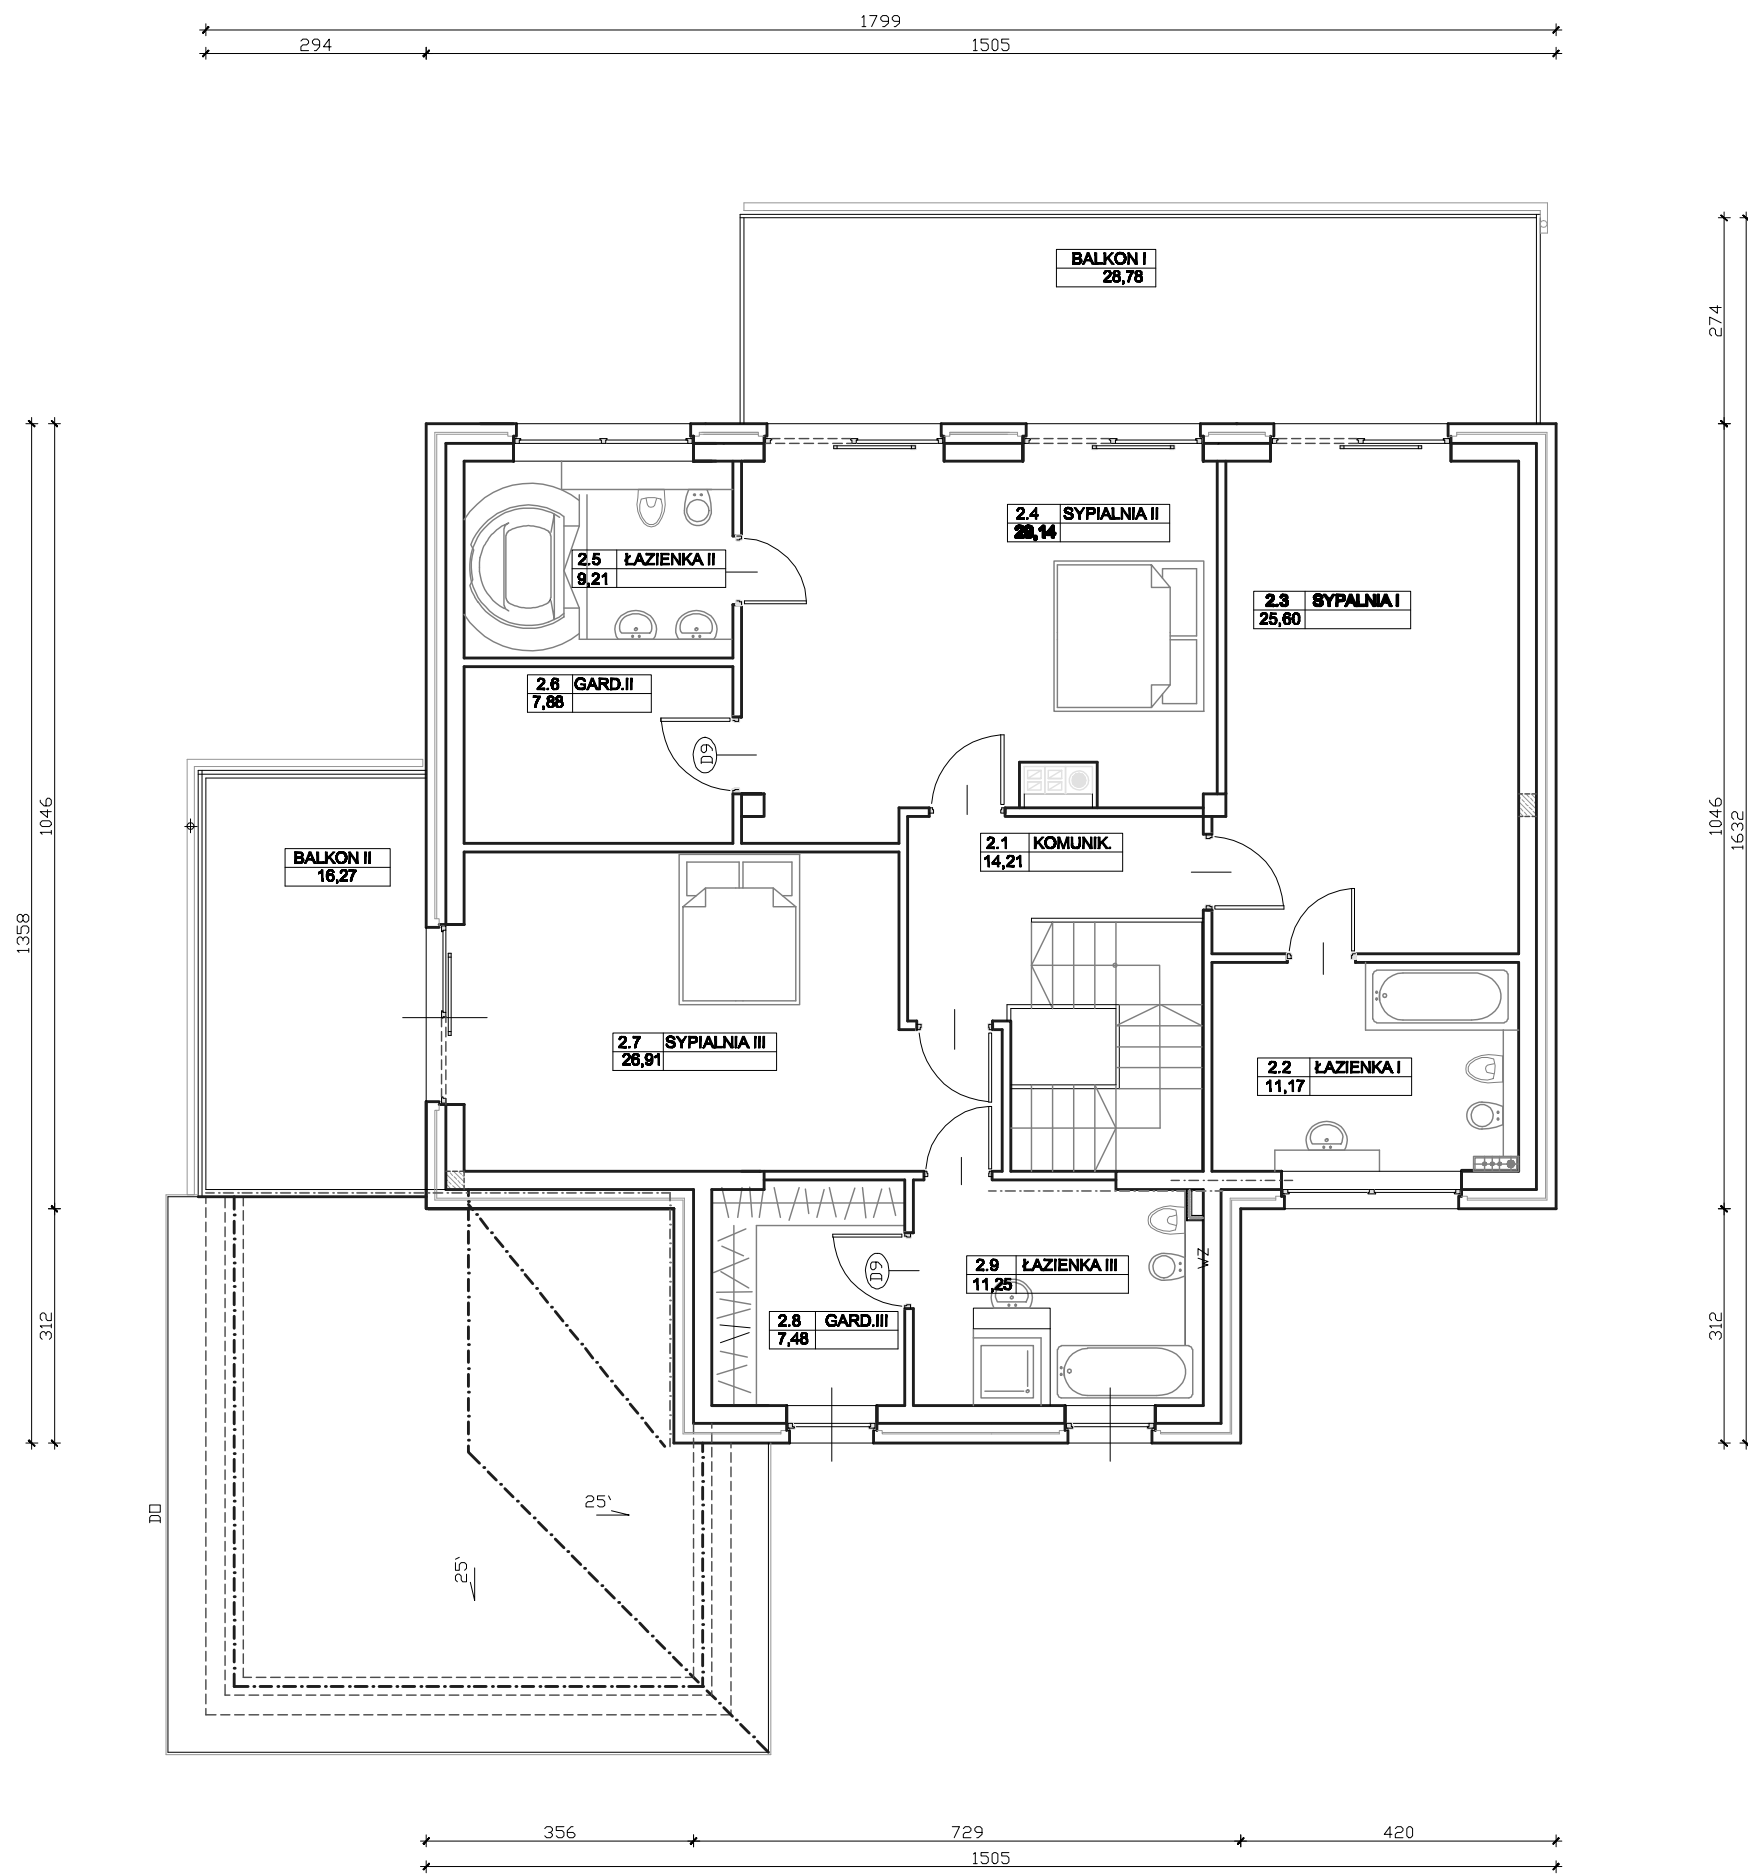 1799
294
1505
BALKON I
28,78
274
2.4 SYPIALNIA II
29,14
2.5 ŁAZIENKA II
9,21
2.3 SYPALNIA I
25,60
2.6 GARD.II
7,88
D9
1046
1046
1632
2.1 KOMUNIK.
14,21
BALKON II
16,27
1358
2.7 SYPIALNIA III
26,91
2.2 ŁAZIENKA I
11,17
WZ
2.9 ŁAZIENKA III
11,25
D9
2.8 GARD.III
7,48
312
312
25'
25'
356
729
420
1505